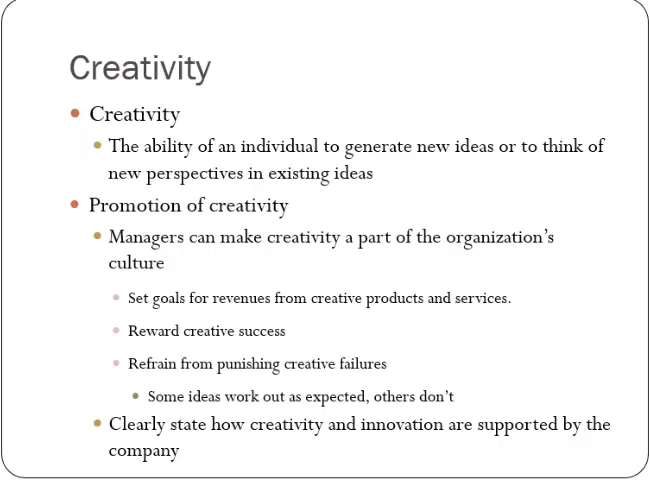 Creativity
Creativity
The ability of an individual to generate new ideas or to think of
new perspectives in existing ideas
Promotion of creativity
Managers can make creativity a part of the organization's
culture
Set goals for revenues from creative products and services.
Reward creative success
Refrain from punishing creative failures
Some ideas work out as expected, others don't
Clearly state how creativity and innovation are supported by the
company